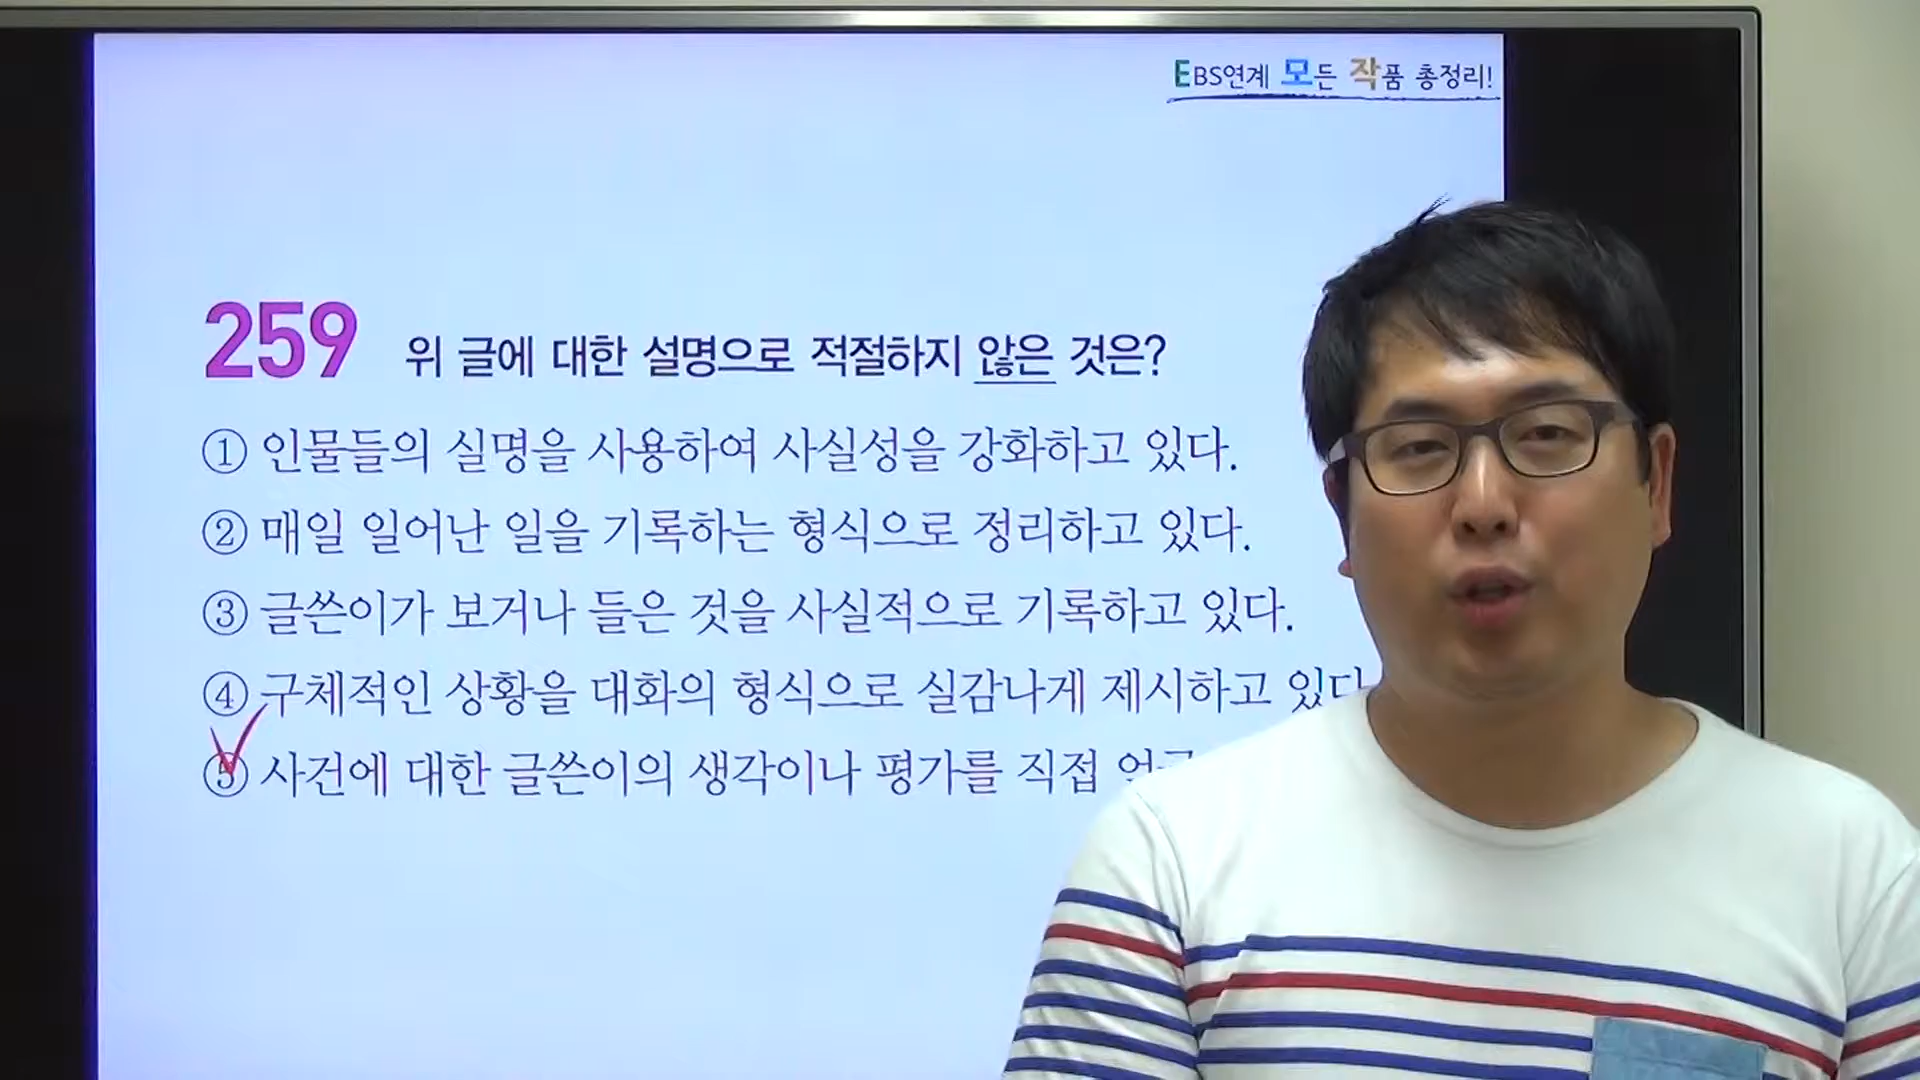 EBS연계 모든 작품 총정리!
259 위 글에 대한 설명으로 적절하지 않은 것은?
① 인물들의 실명을 사용하여 사실성을 강화하고 있다.
② 매일 일어난 일을 기록하는 형식으로 정리하고 있다.
③ 글쓴이가 보거나 들은 것을 사실적으로 기록하고 있다.
④ 구체적인 상황을 대화의 형식으로 실감나게 제시하고 있다
⑤ 사건에 대한 글쓴이의 생각이나 평가를 직접